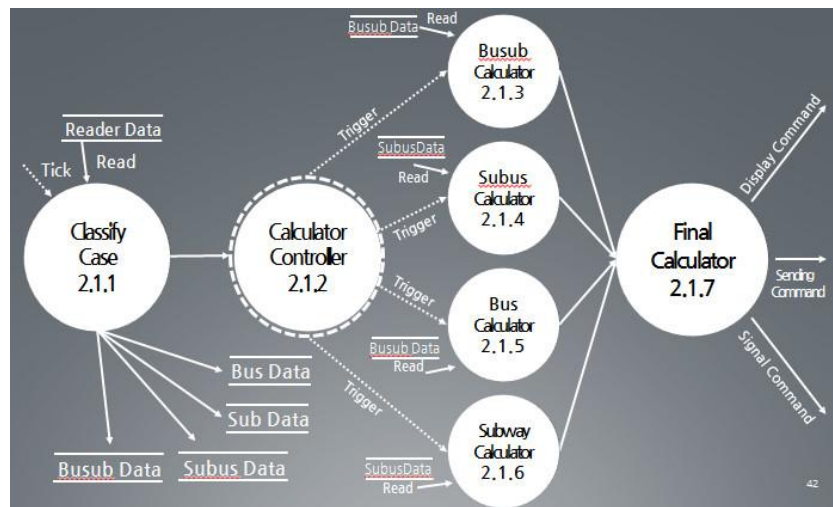 Busub Data
Read
Busub
Calculator
2.1.3
Trigger
Reader Data
Tick
Read
SubusData
Read
Subus
Calculator
2.1.4
Trigger
Display Command
Classify
Case
2.1.1
Calculator
Controller
2.1.2
Final
Calculator
2.1.7
Sending
Command
Trigger
Bus
Calculator
2.1.5
Busub Data
Read
Bus Data
Trigger
Signal Command
Sub Data
Subway
Calculator
2.1.6
Busub Data
Subus Data
SubusData
Read
42